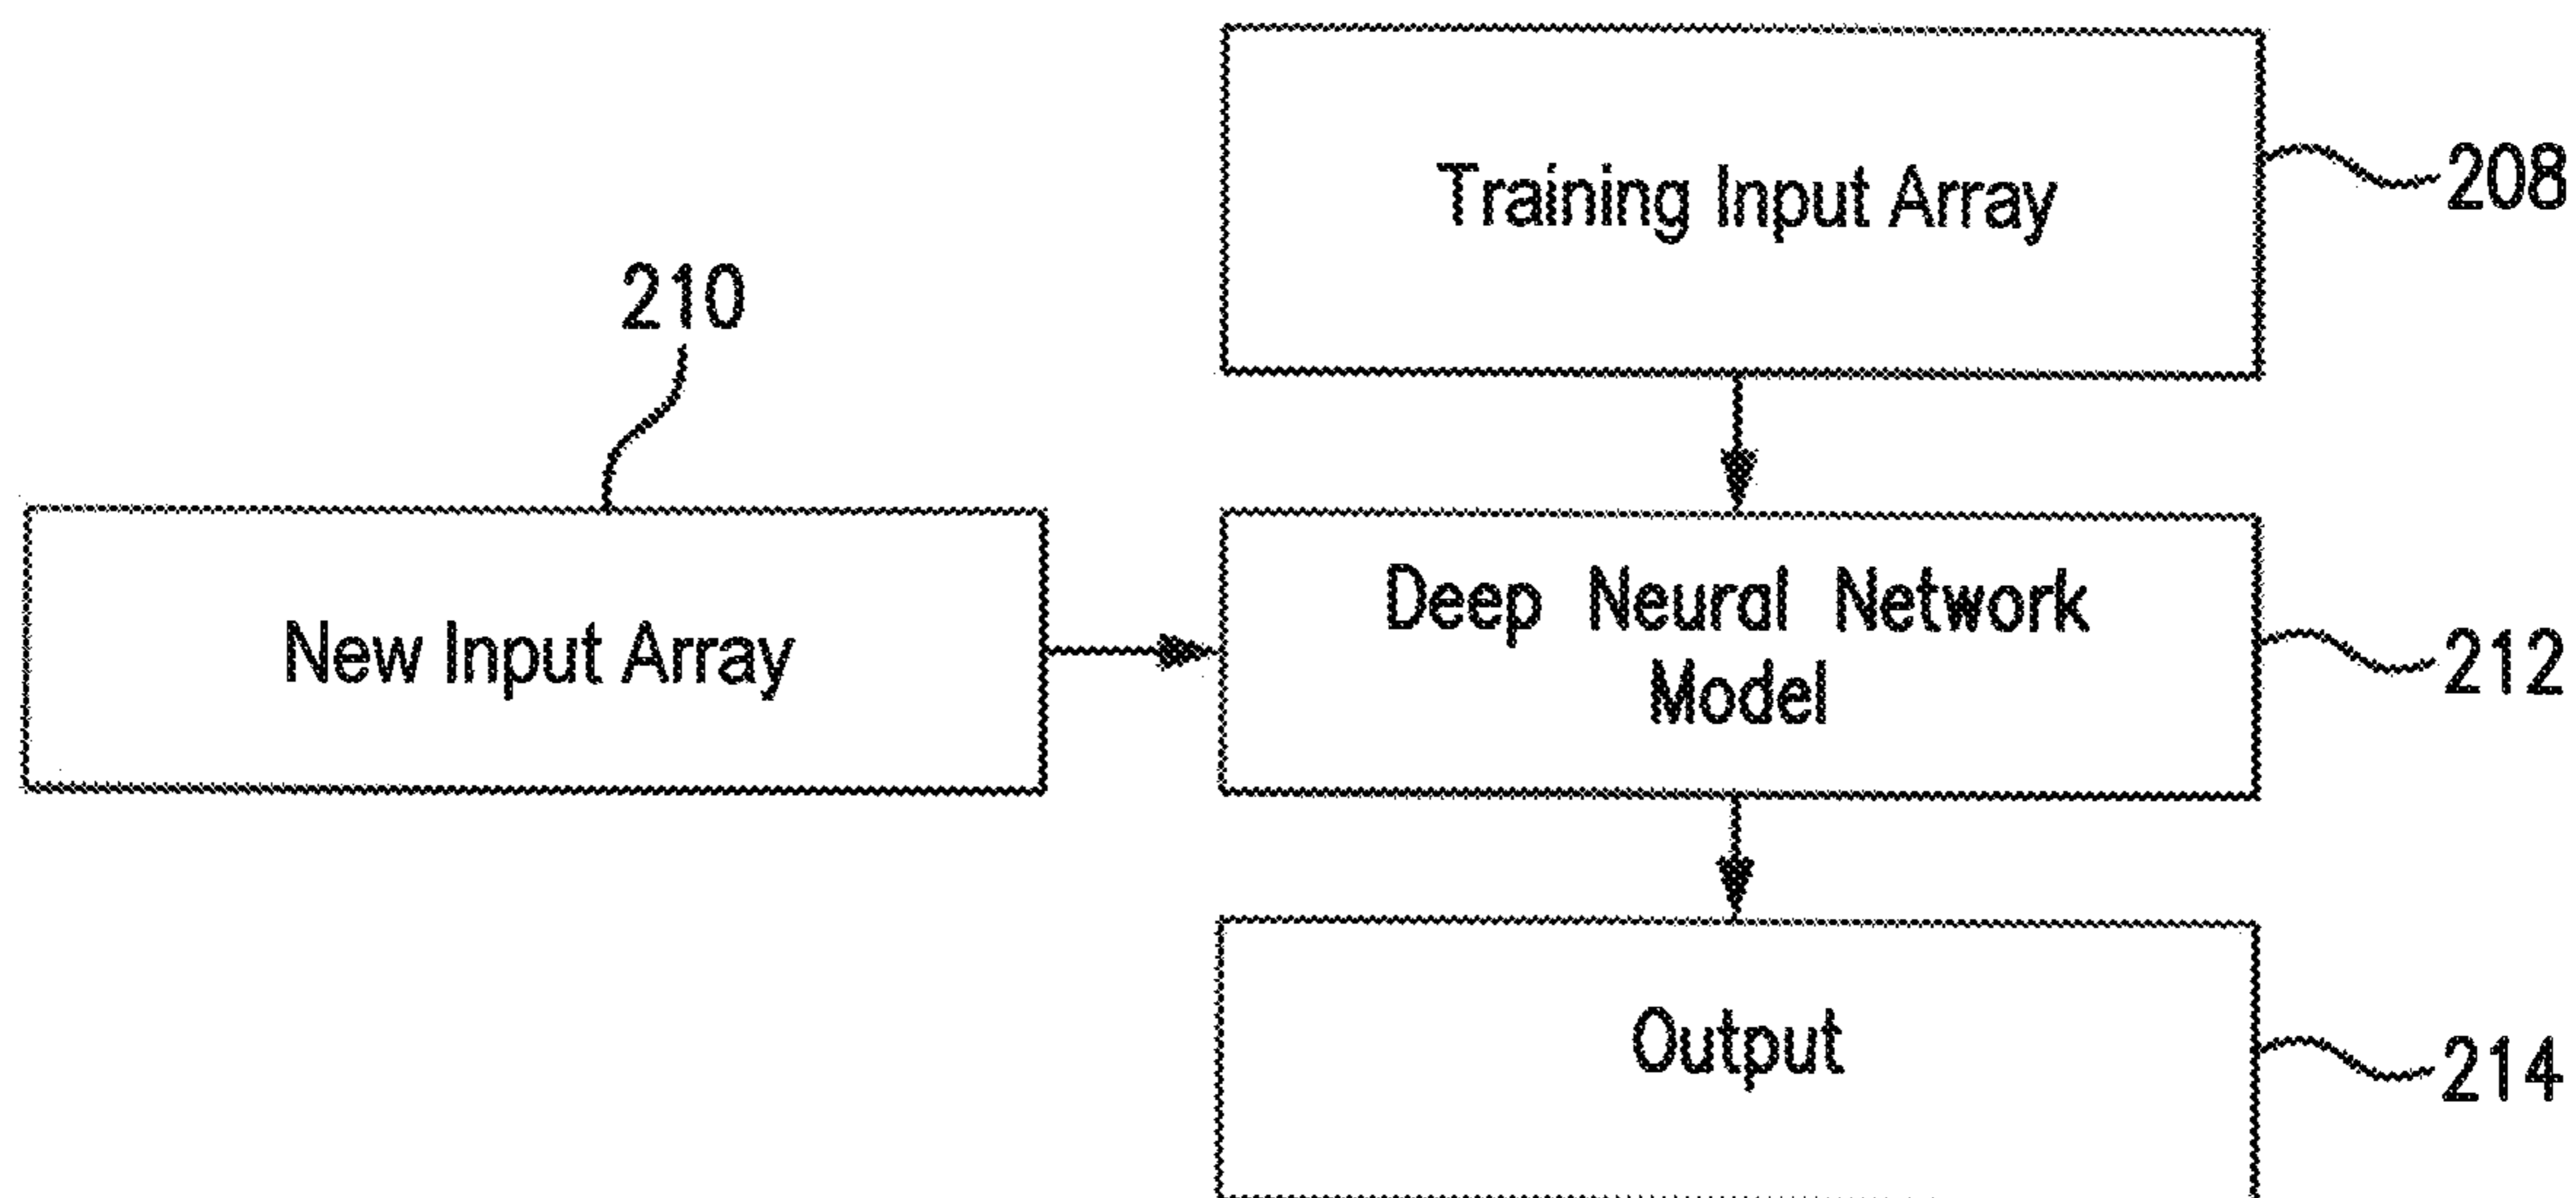 Training Input Array
208
210
New Input Array
Deep Neural Network
Model
212
Output
214